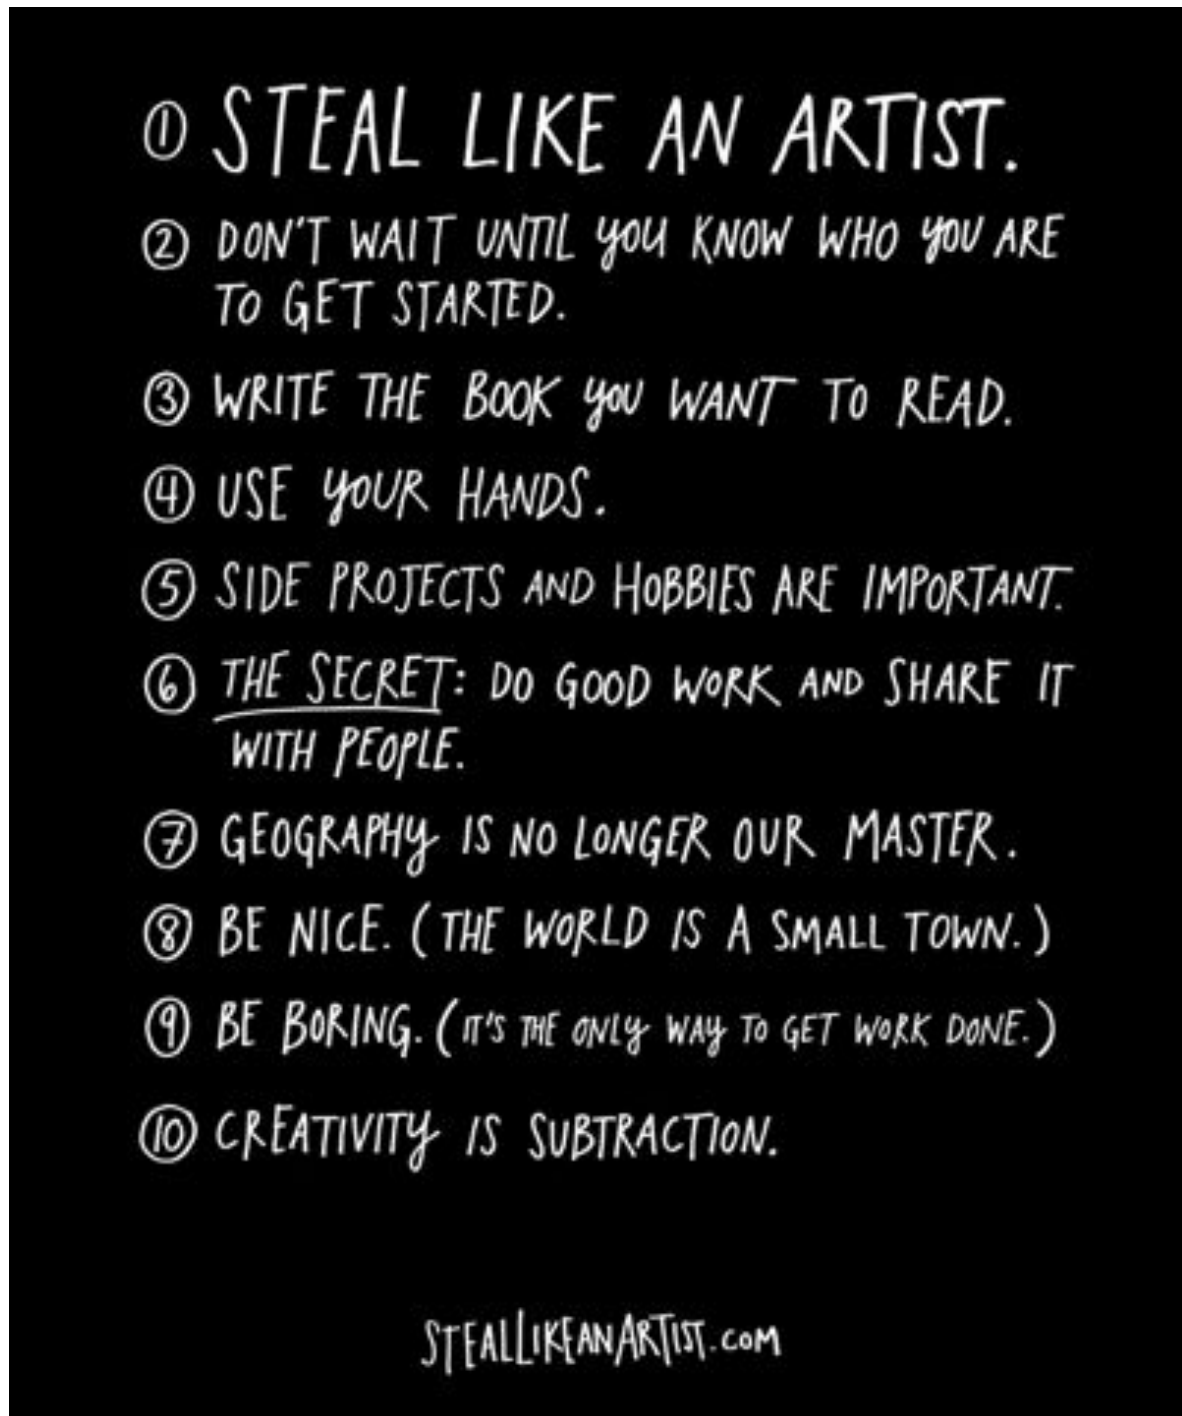 ① STEAL LIKE AN ARTIST.
② DON'T WAIT UNTIL YOU KNOW WHO YOU ARE
TO GET STARTED.
③ WRITE THE BOOK YOU WANT TO READ.
④ USE YOUR HANDS.
⑤ SIDE PROJECTS AND HOBBIES ARE IMPORTANT.
⑥ THE SECRET: DO GOOD WORK AND SHARE IT
WITH PEOPLE.
⑦ GEOGRAPHY IS NO LONGER OUR MASTER.
⑧ BE NICE. (THE WORLD IS A SMALL TOWN.)
⑨ BE BORING. (IT'S THE ONLY WAY TO GET WORK DONE.)
⑩ CREATIVITY IS SUBTRACTION.
STEALLIKEANARTIST.COM